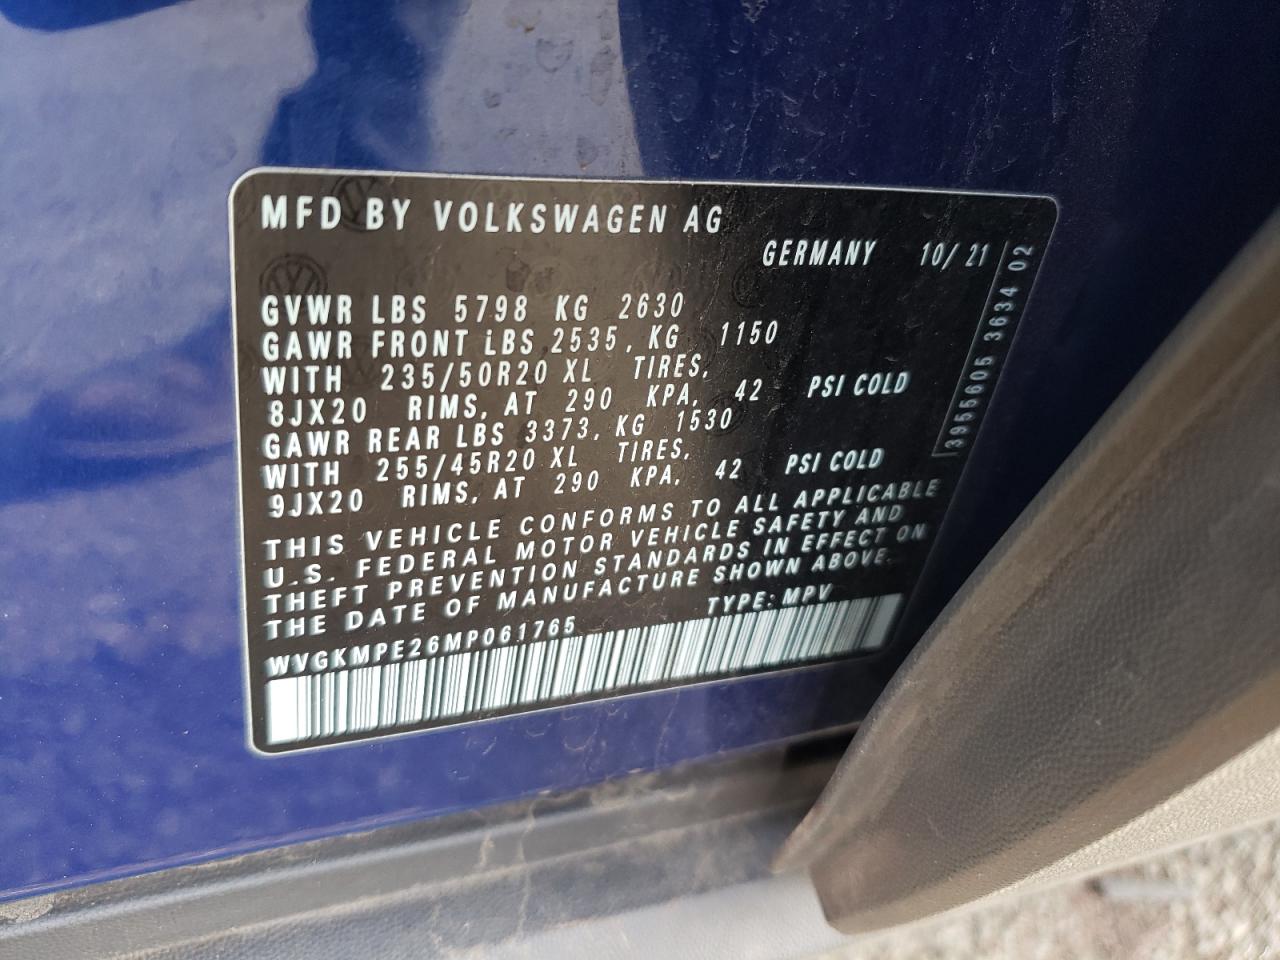 MFD BY VOLKSWAGEN AG
GERMANY 10/21
GVWR LBS 5798 KG 2630
GAWR FRONT LBS 2535, KG 1150
WITH 235/50R20 XL TIRES,
8JX20 RIMS, AT 290 KPA, 42 PSI COLD
GAWR REAR LBS 3373, KG 1530
WITH 255/45R20 XL TIRES,
9JX20 RIMS, AT 290 KPA, 42 PSI COLD
THIS VEHICLE CONFORMS TO ALL APPLICABLE
U.S. FEDERAL MOTOR VEHICLE SAFETY AND
THEFT PREVENTION STANDARDS IN EFFECT ON
THE DATE OF MANUFACTURE SHOWN ABOVE.
WVGKMPE26MP061765 TYPE: MPV
3955605 3634 02